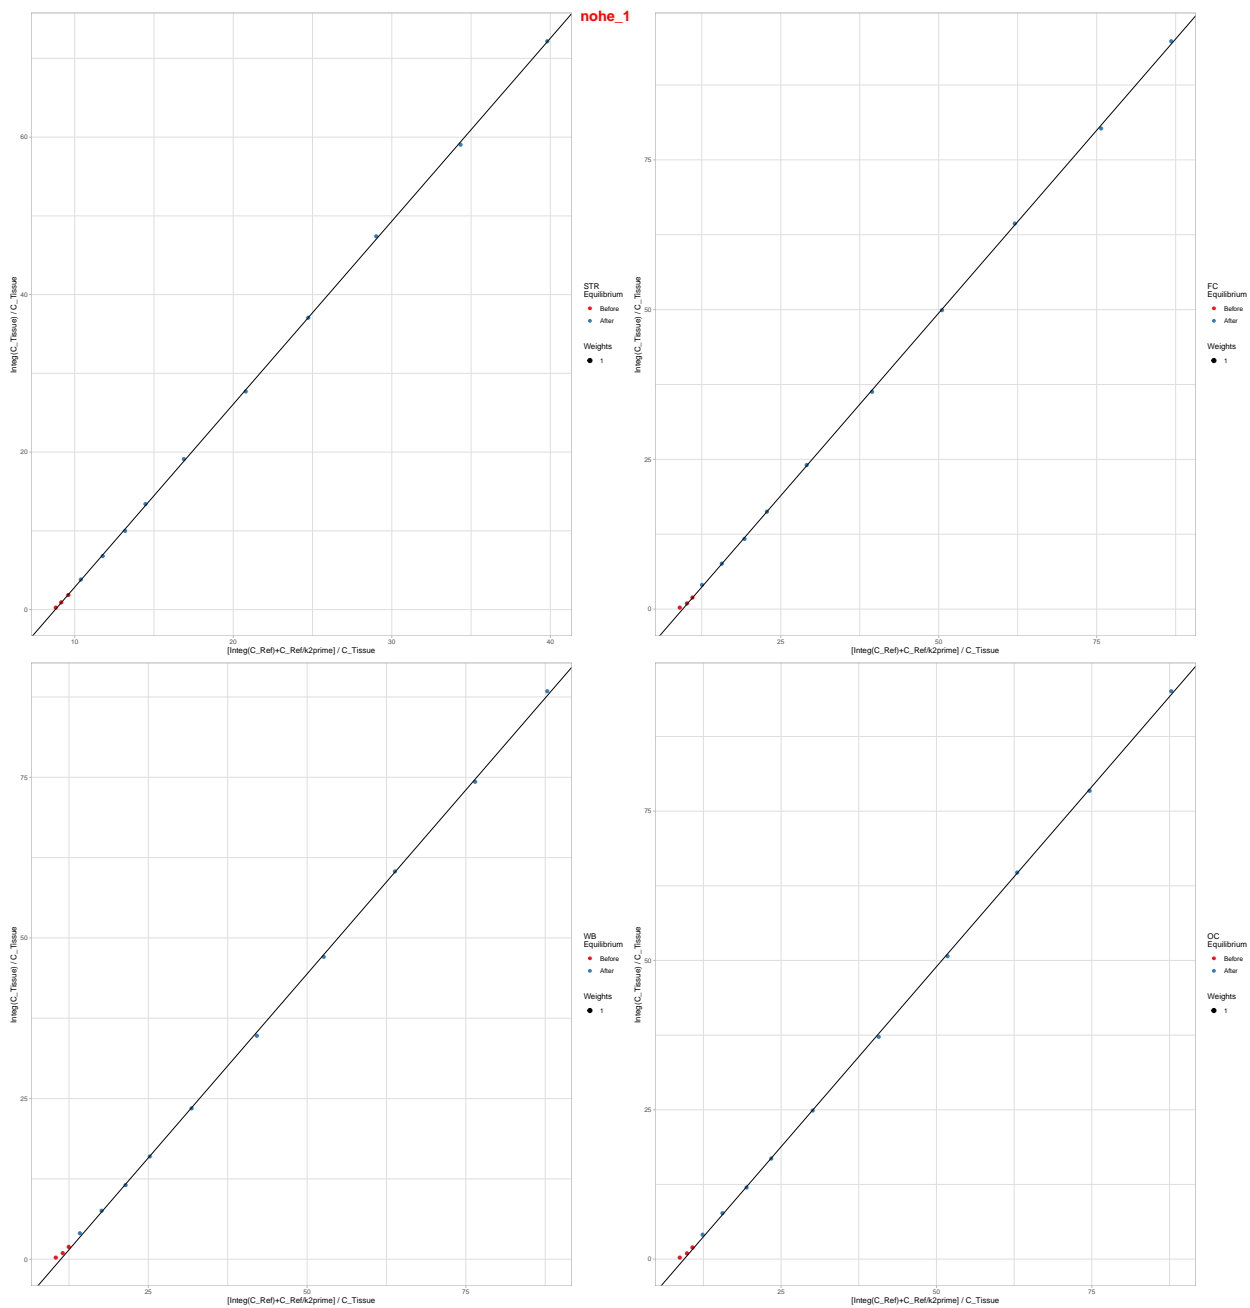 nohe_1
Integ(C_Tissue) / C_Tissue
60
40
20
0
10
20
30
40
[Integ(C_Ref)+C_Ref/k2prime] / C_Tissue
STR
Equilibrium
Before
After
Weights
1
Integ(C_Tissue) / C_Tissue
75
50
25
0
25
50
75
[Integ(C_Ref)+C_Ref/k2prime] / C_Tissue
FC
Equilibrium
Before
After
Weights
1
Integ(C_Tissue) / C_Tissue
75
50
25
0
25
50
75
[Integ(C_Ref)+C_Ref/k2prime] / C_Tissue
WB
Equilibrium
Before
After
Weights
1
Integ(C_Tissue) / C_Tissue
75
50
25
0
25
50
75
[Integ(C_Ref)+C_Ref/k2prime] / C_Tissue
OC
Equilibrium
Before
After
Weights
1